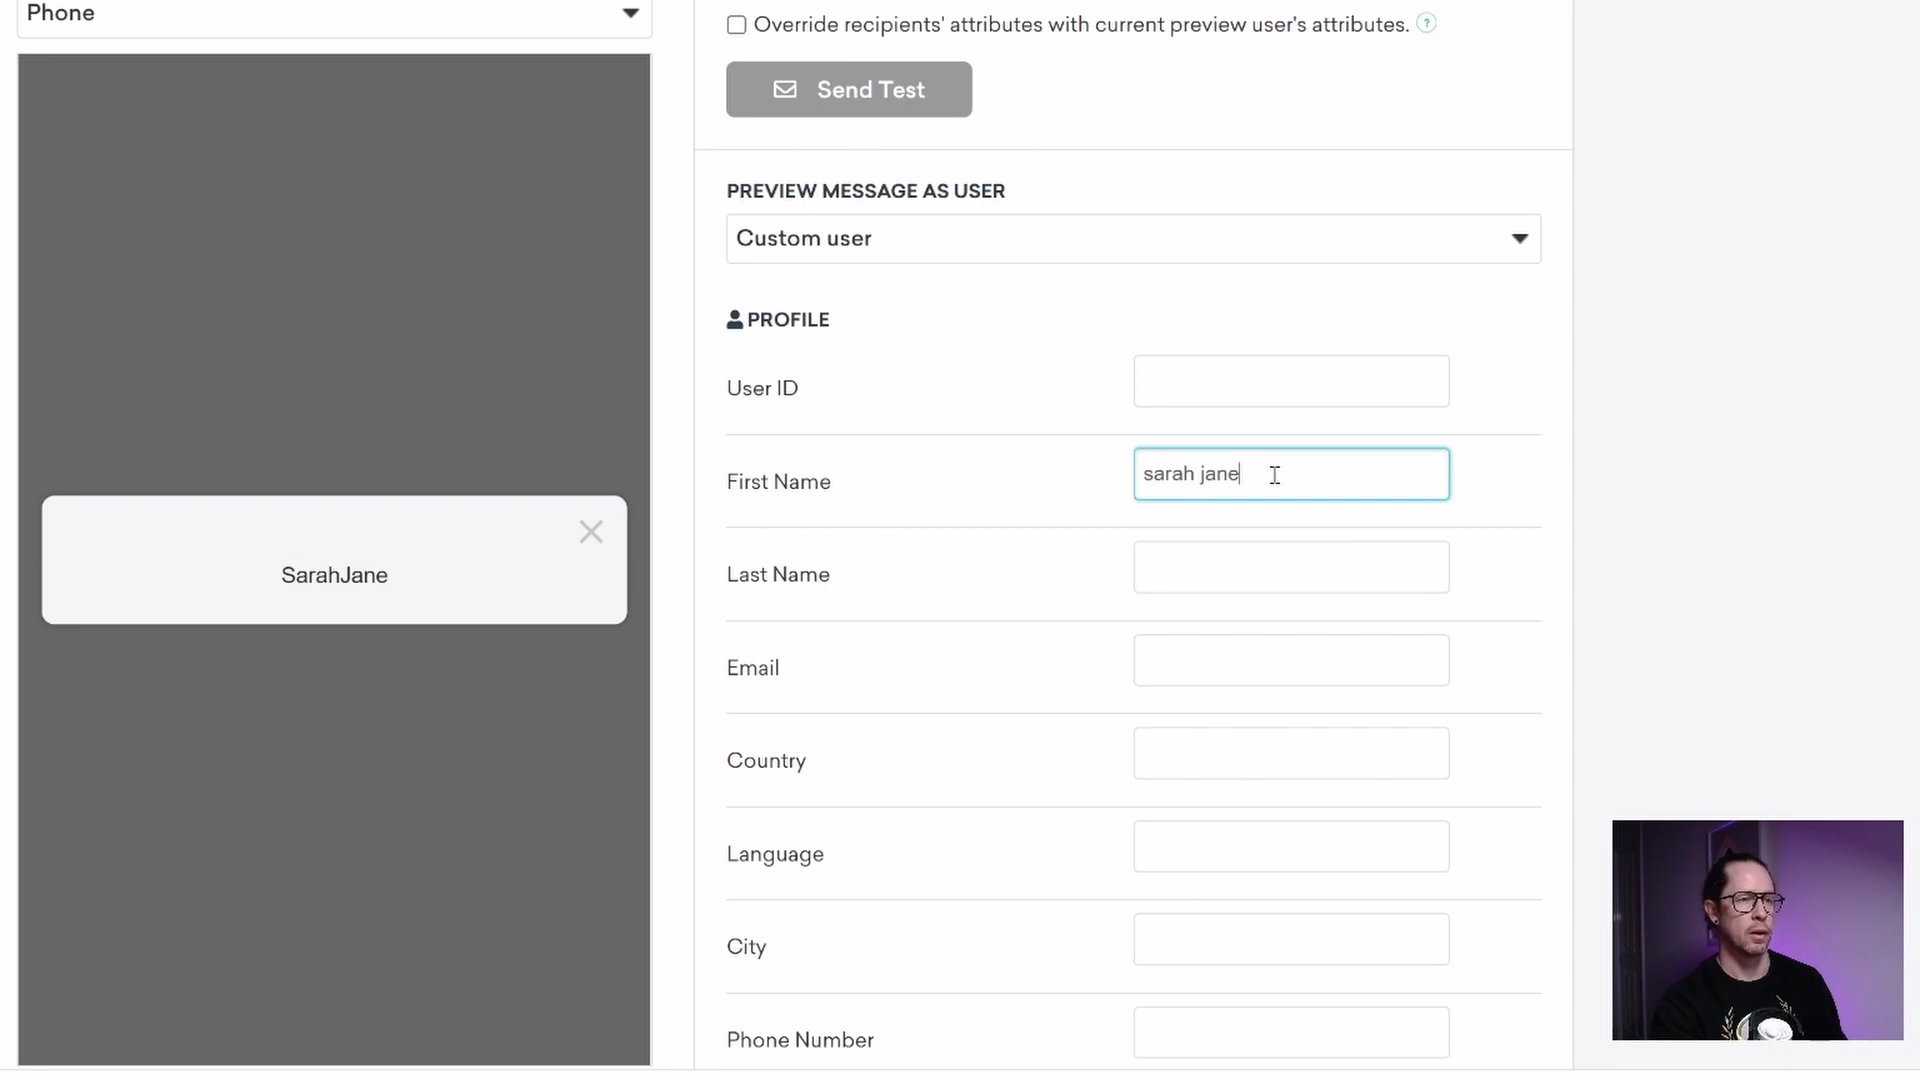 Phone
Override recipients' attributes with current preview user's attributes. ?
Send Test
PREVIEW MESSAGE AS USER
Custom user
PROFILE
User ID
First Name
sarah jane
SarahJane
Last Name
Email
Country
Language
City
Phone Number